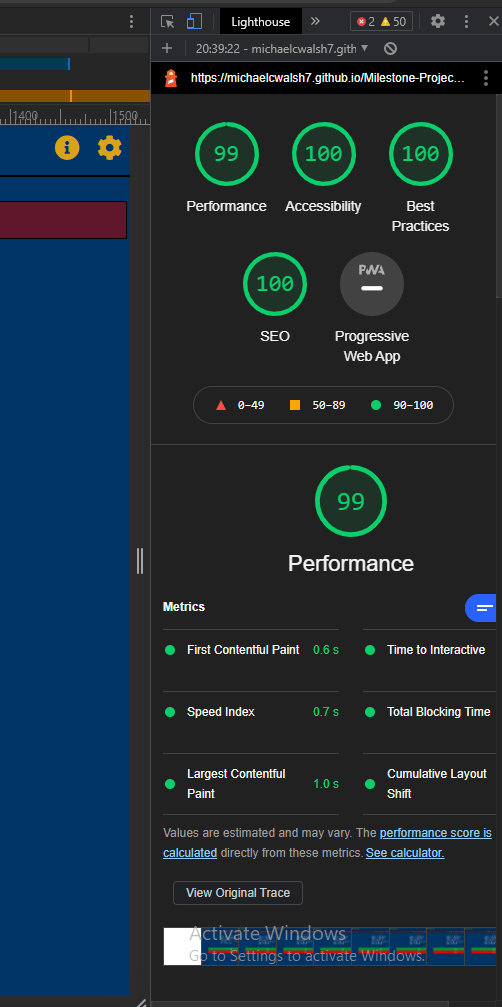 Lighthouse
2
50
20:39:22 - michaelcwalsh7.gith
https://michaelcwalsh7.github.io/Milestone-Projec...
1400
1500
99
Performance
100
Accessibility
100
Best
Practices
100
SEO
PWA
Progressive
Web App
0–49
50–89
90–100
99
Performance
Metrics
First Contentful Paint 0.6 s
Time to Interactive
Speed Index 0.7 s
Total Blocking Time
Largest Contentful
Paint 1.0 s
Cumulative Layout
Shift
Values are estimated and may vary. The performance score is
calculated directly from these metrics. See calculator.
View Original Trace
Activate Windows
Go to Settings to activate Windows.